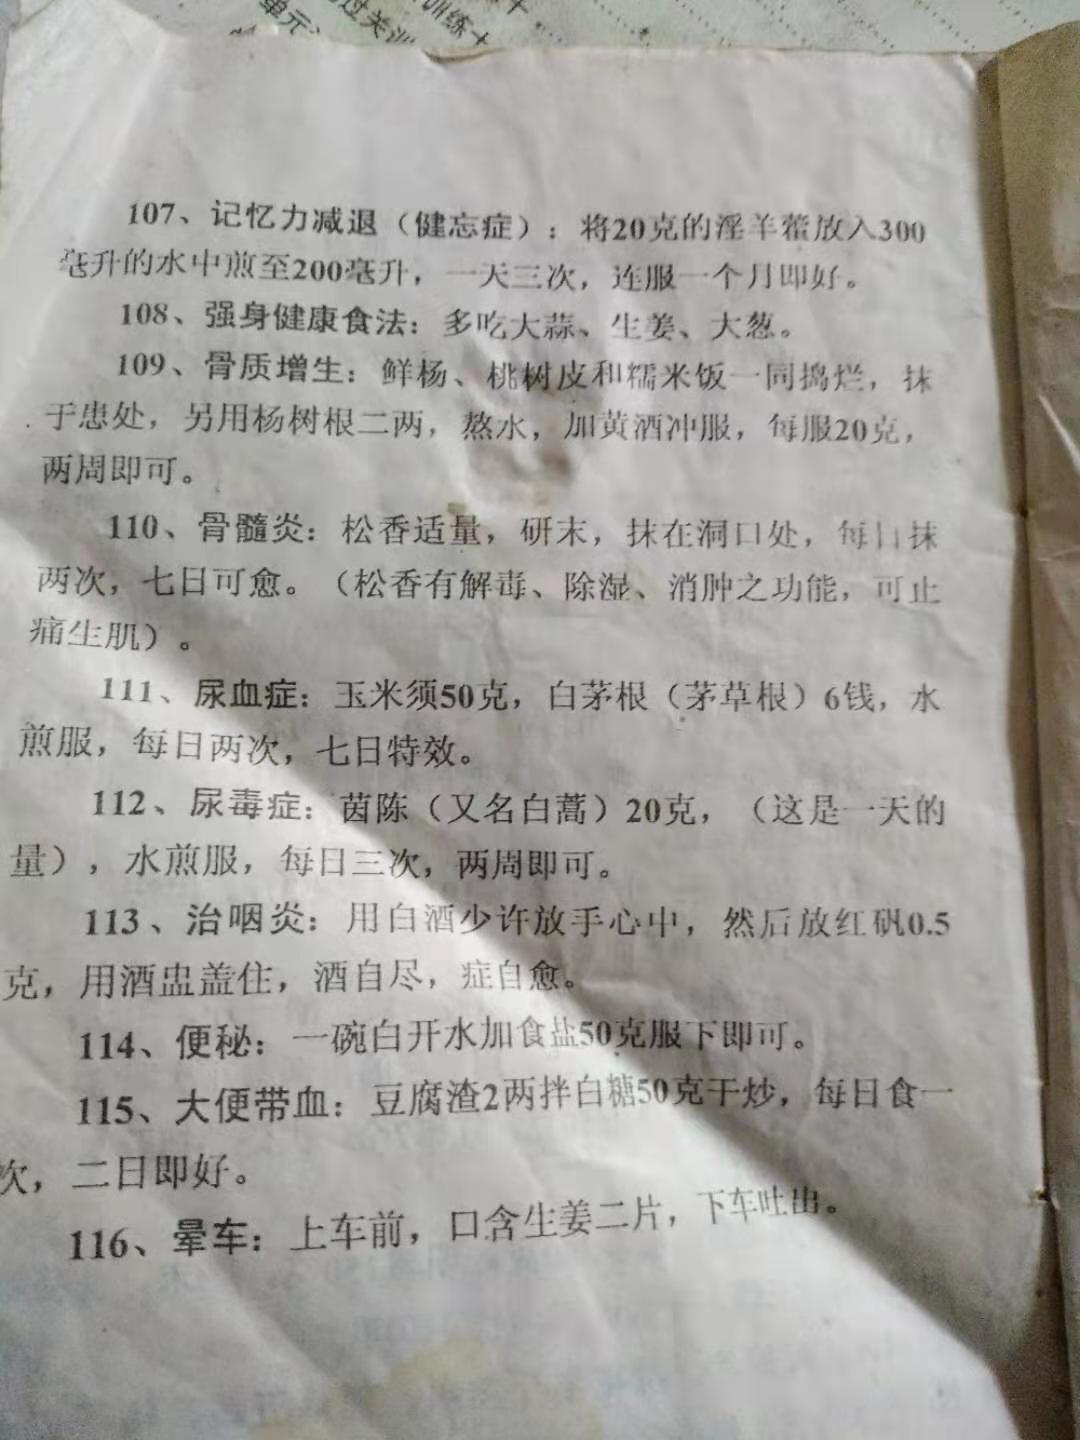 单元
过关训
训练十
107、记忆力减退（健忘症）：将20克的淫羊藿放入300
毫升的水中煎至200毫升，一天三次，连服一个月即好。
108、强身健康食法：多吃大蒜、生姜、大葱。
109、骨质增生：鲜杨、桃树皮和糯米饭一同捣烂，抹
于患处，另用杨树根二两，熬水，加黄酒冲服，每服20克，
两周即可。
110、骨髓炎：松香适量，研末，抹在洞口处，每日抹
两次，七日可愈。（松香有解毒、除湿、消肿之功能，可止
痛生肌）。
111、尿血症：玉米须50克，白茅根（茅草根）6钱，水
煎服，每日两次，七日特效。
112、尿毒症：茵陈（又名白蒿）20克，（这是一天的
量），水煎服，每日三次，两周即可。
113、治咽炎：用白酒少许放手心中，然后放红矾0.5
克，用酒盅盖住，酒自尽，症自愈。
114、便秘：一碗白开水加食盐50克服下即可。
115、大便带血：豆腐渣2两拌白糖50克干炒，每日食一
次，二日即好。
116、晕车：上车前，口含生姜二片，下车吐出。